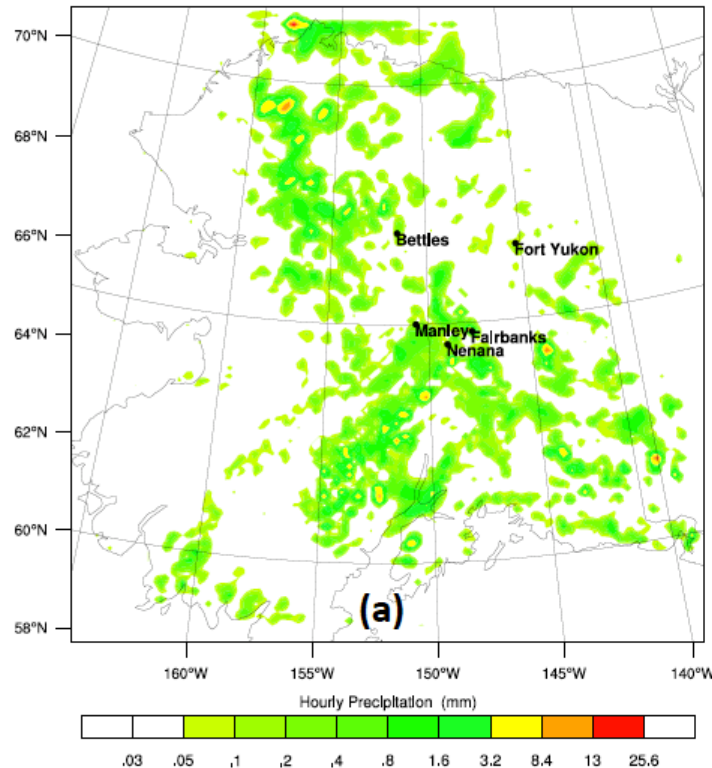 70°N
68°N
66°N
Bettles
Fort Yukon
64°N
Manley
Fairbanks
Nenana
62°N
60°N
58°N
(a)
160°W 155°W 150°W 145°W 140°W
Hourly Precipitation (mm)
.03 .05 .1 .2 .4 .8 1.6 3.2 8.4 13 25.6